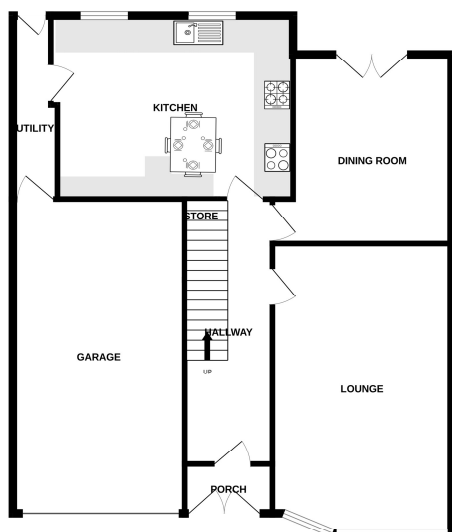 KITCHEN
UTILITY
DINING ROOM
STORE
HALLWAY
GARAGE
UP
LOUNGE
PORCH